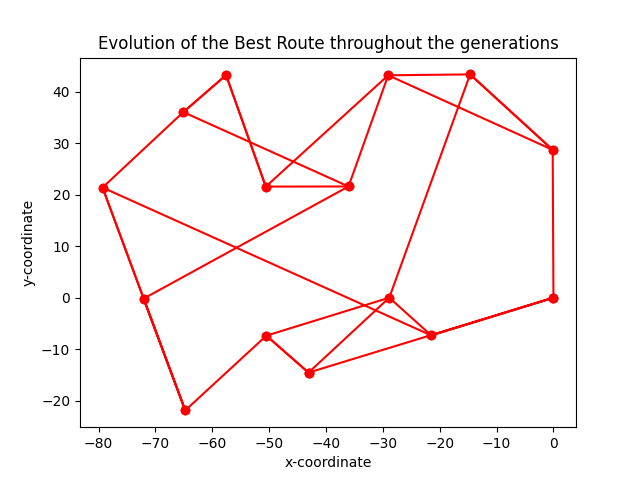 Evolution of the Best Route throughout the generations
40
30
20
10
0
−10
−20
y-coordinate
−80 −70 −60 −50 −40 −30 −20 −10 0
x-coordinate